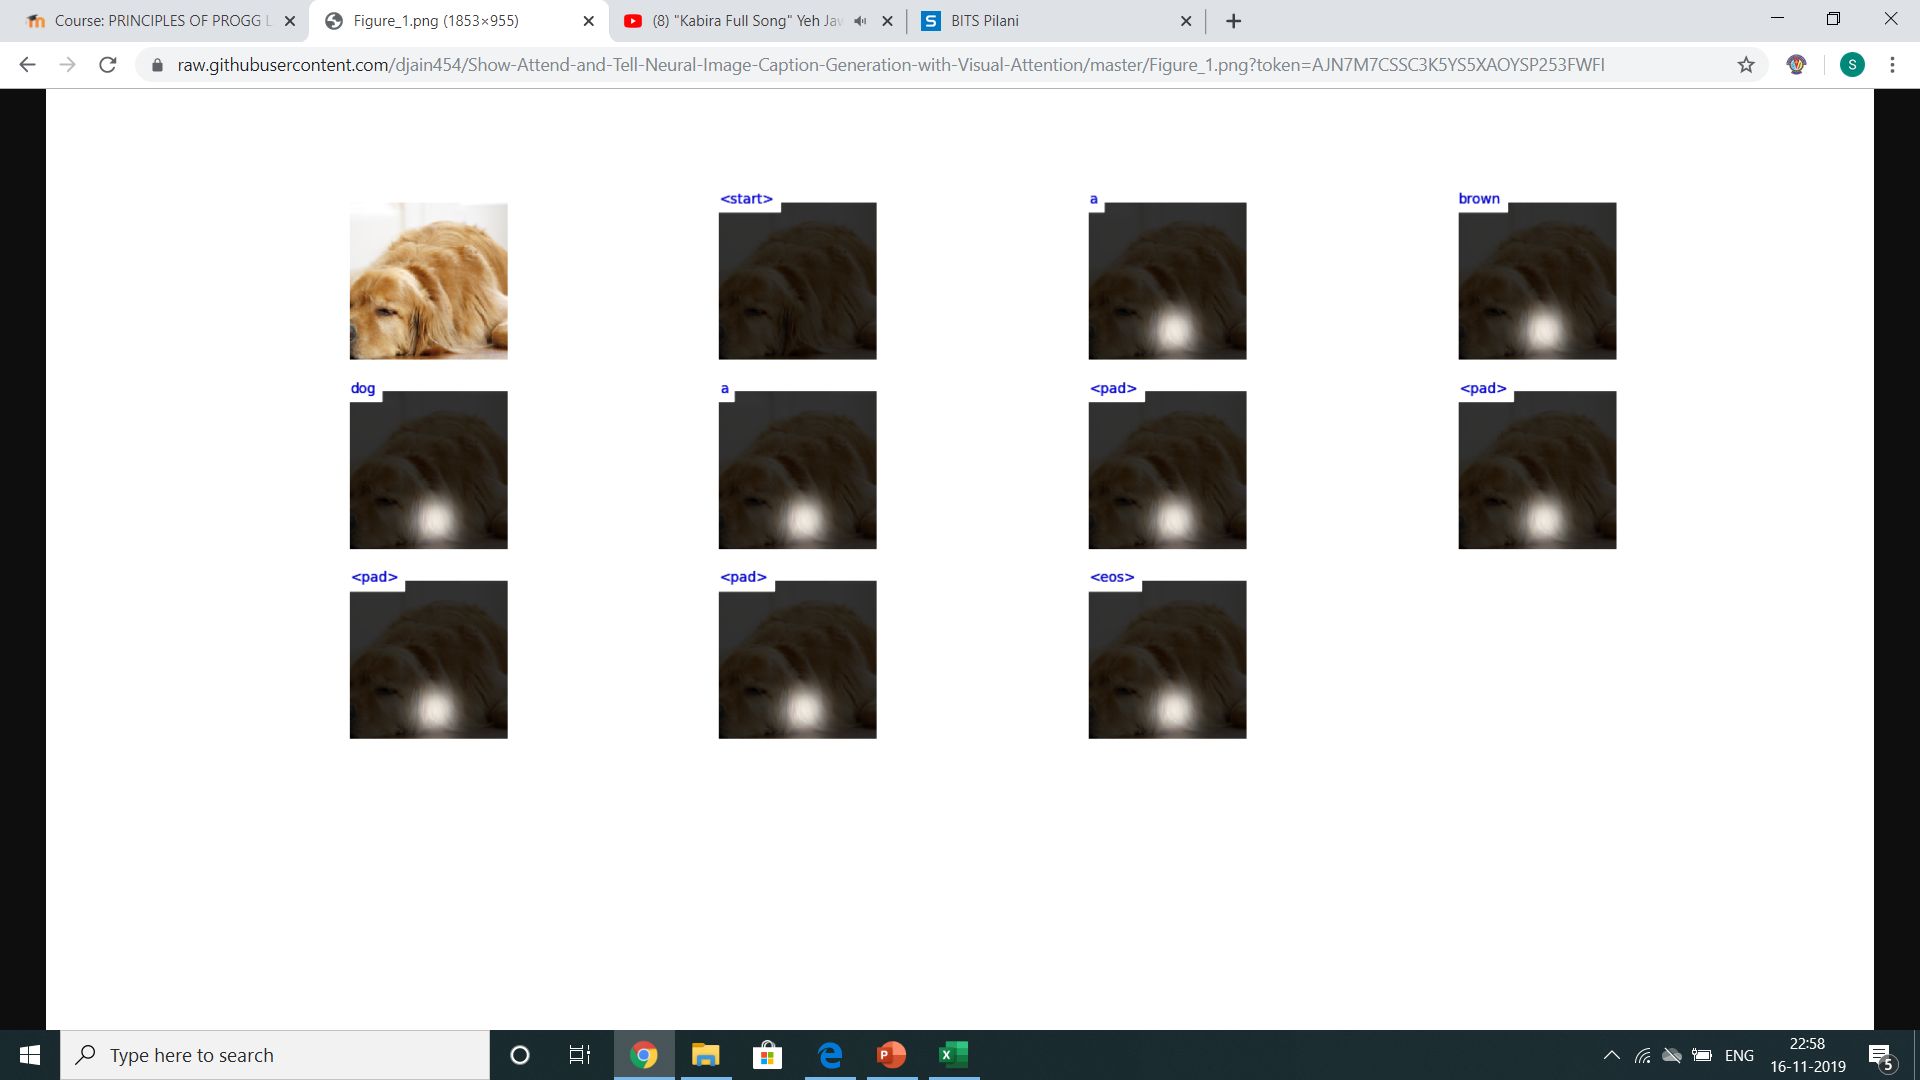 Course: PRINCIPLES OF PROGG L
Figure_1.png (1853×955)
(8) "Kabira Full Song" Yeh Jaw
BITS Pilani
raw.githubusercontent.com/djain454/Show-Attend-and-Tell-Neural-Image-Caption-Generation-with-Visual-Attention/master/Figure_1.png?token=AJN7M7CSSC3K5YS5XAOYSP253FWFI
S
<start>
a
brown
dog
a
<pad>
<pad>
<pad>
<pad>
<eos>
Type here to search
ENG
22:58
16-11-2019
5